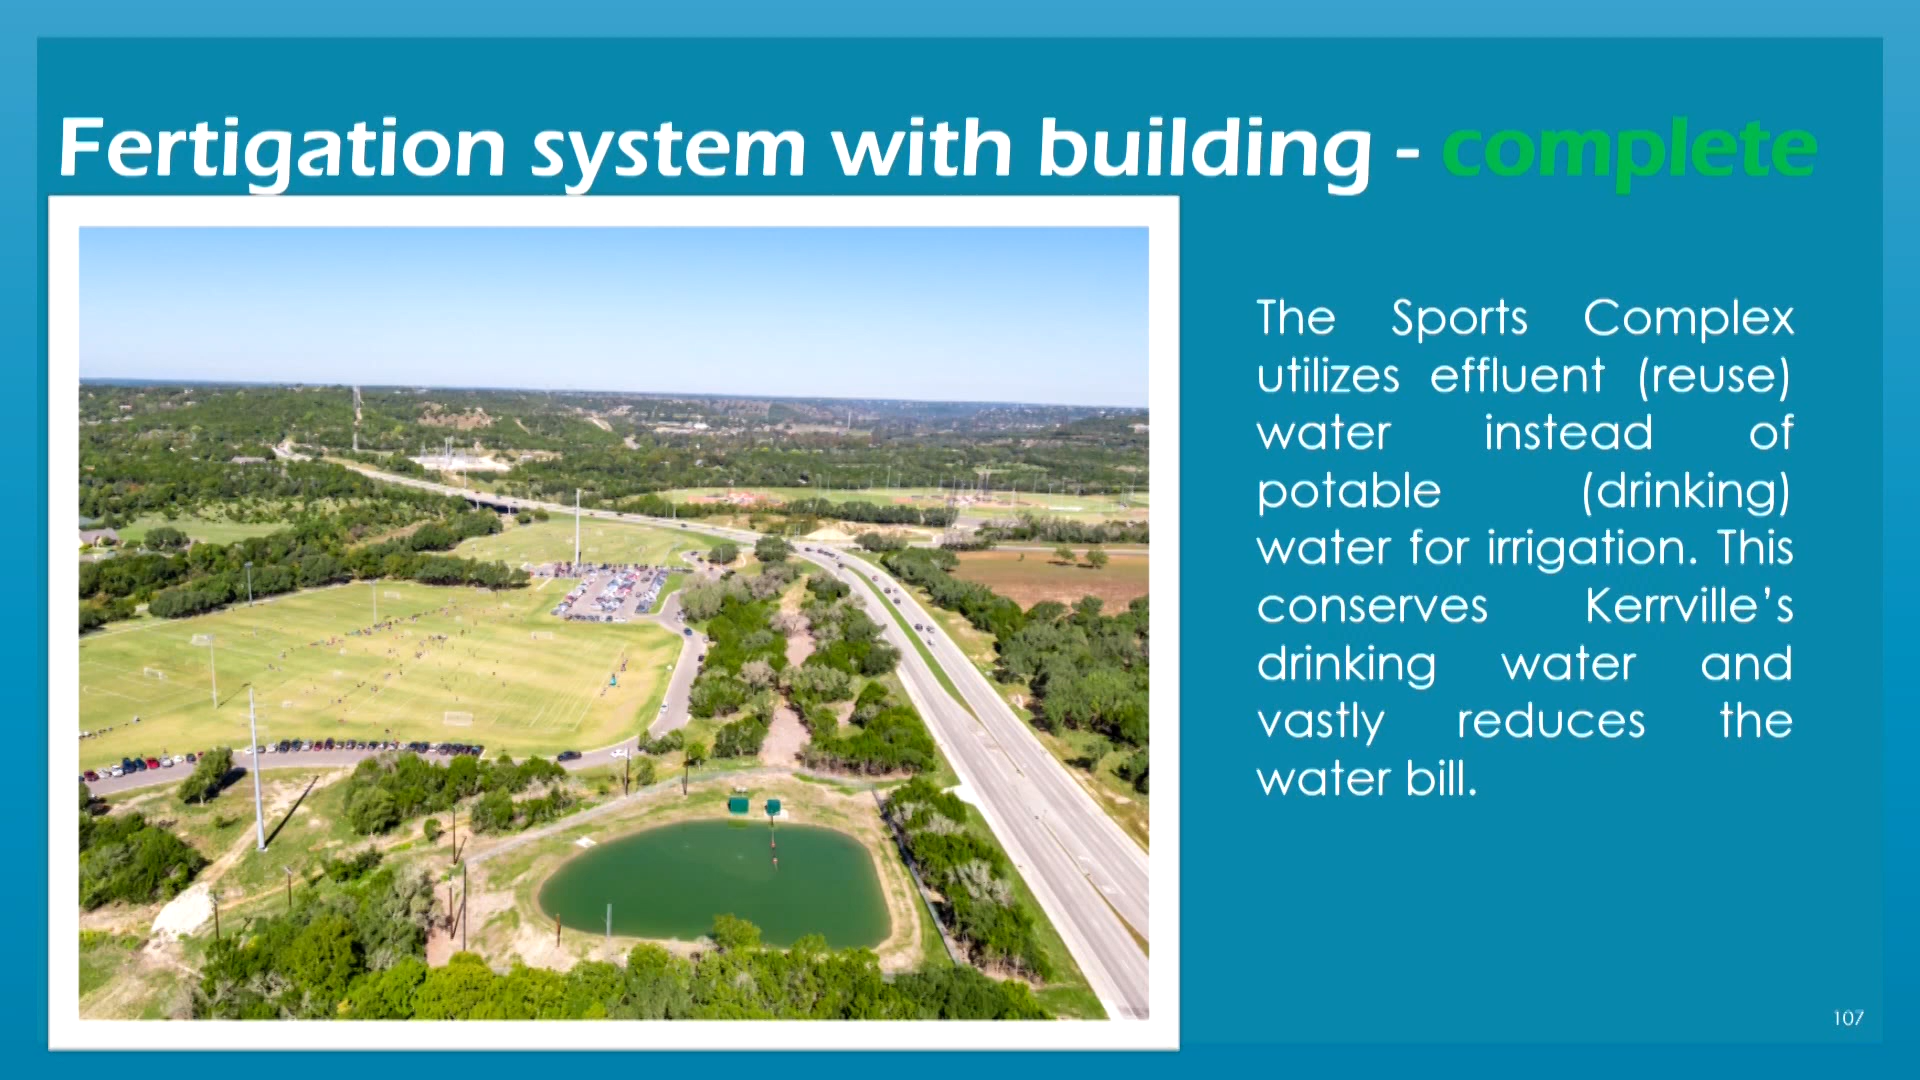 Fertigation system with building - complete
The Sports Complex
utilizes effluent (reuse)
water instead of
potable (drinking)
water for irrigation. This
conserves Kerrville’s
drinking water and
vastly reduces the
water bill.
107